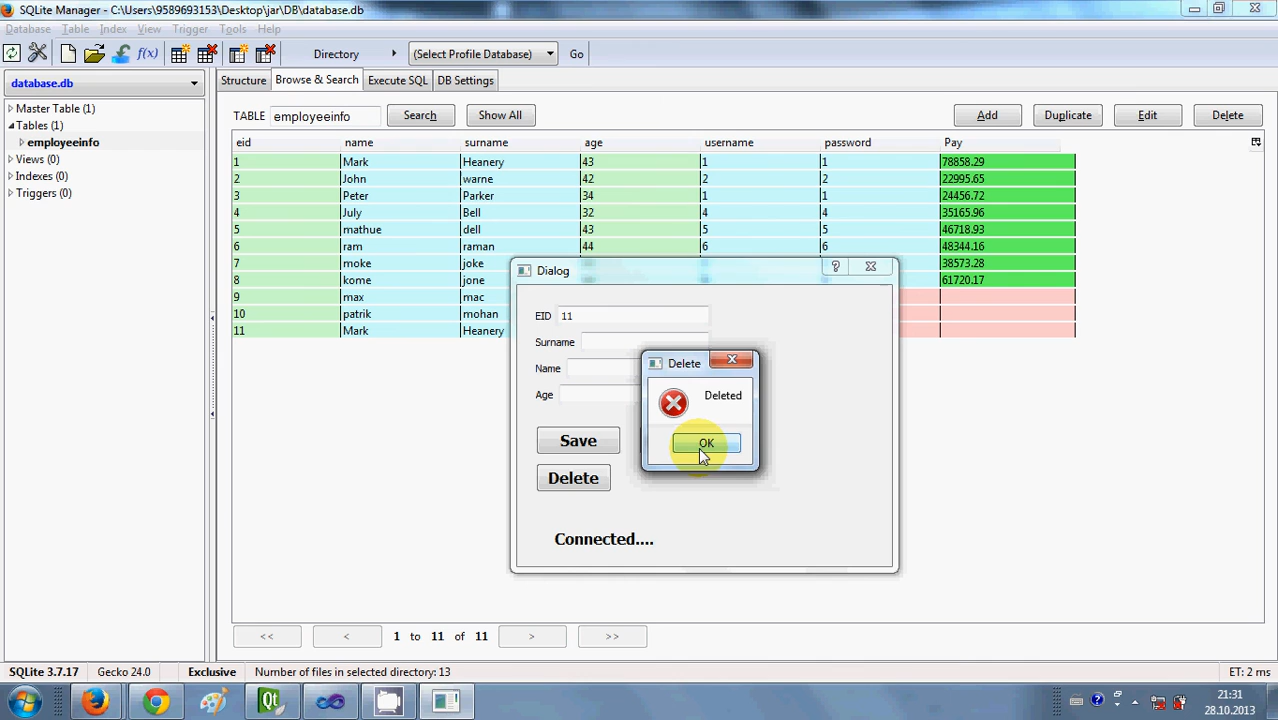 SQLite Manager - C:\Users\9589693153\Desktop\jar\DB\database.db
Database Table Index View Trigger Tools Help
f(x) Directory (Select Profile Database) Go
database.db
Structure Browse & Search Execute SQL DB Settings
Master Table (1)
Tables (1)
employeeinfo
Views (0)
Indexes (0)
Triggers (0)
TABLE employeeinfo Search Show All Add Duplicate Edit Delete
eid name surname age username password Pay
1 Mark Heanery 43 1 1 78858.29
2 John warne 42 2 2 22995.65
3 Peter Parker 34 1 1 24456.72
4 July Bell 32 4 4 35165.96
5 mathue dell 43 5 5 46718.93
6 ram raman 44 6 6 48344.16
7 moke joke 38573.28
8 kome jone 61720.17
9 max mac
10 patrik mohan
11 Mark Heanery
Dialog ?
EID 11
Surname
Name
Age
Save
Delete
Connected....
Delete
Deleted
OK
<< < 1 to 11 of 11 > >>
SQLite 3.7.17 Gecko 24.0 Exclusive Number of files in selected directory: 13 ET: 2 ms
Qt
21:31
28.10.2013